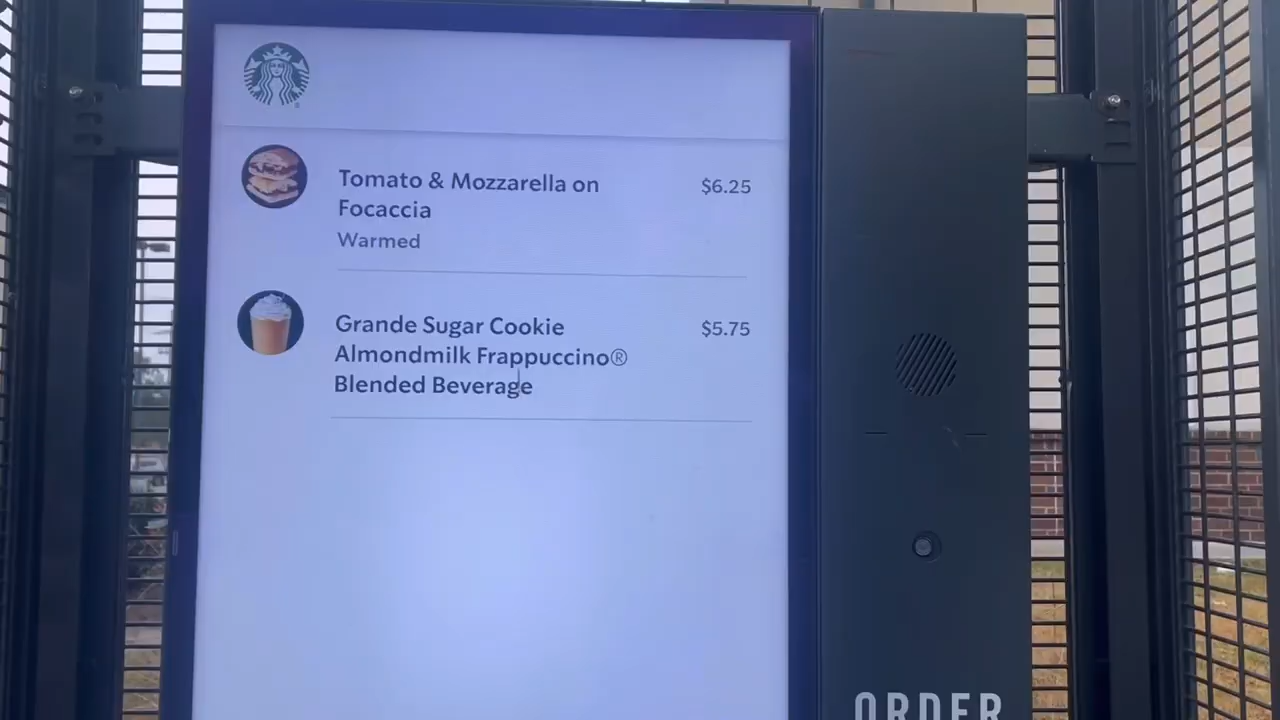 Tomato & Mozzarella on
$6.25
Focaccia
Warmed
Grande Sugar Cookie
$5.75
Almondmilk Frappuccino®
Blended Beverage
ORDER